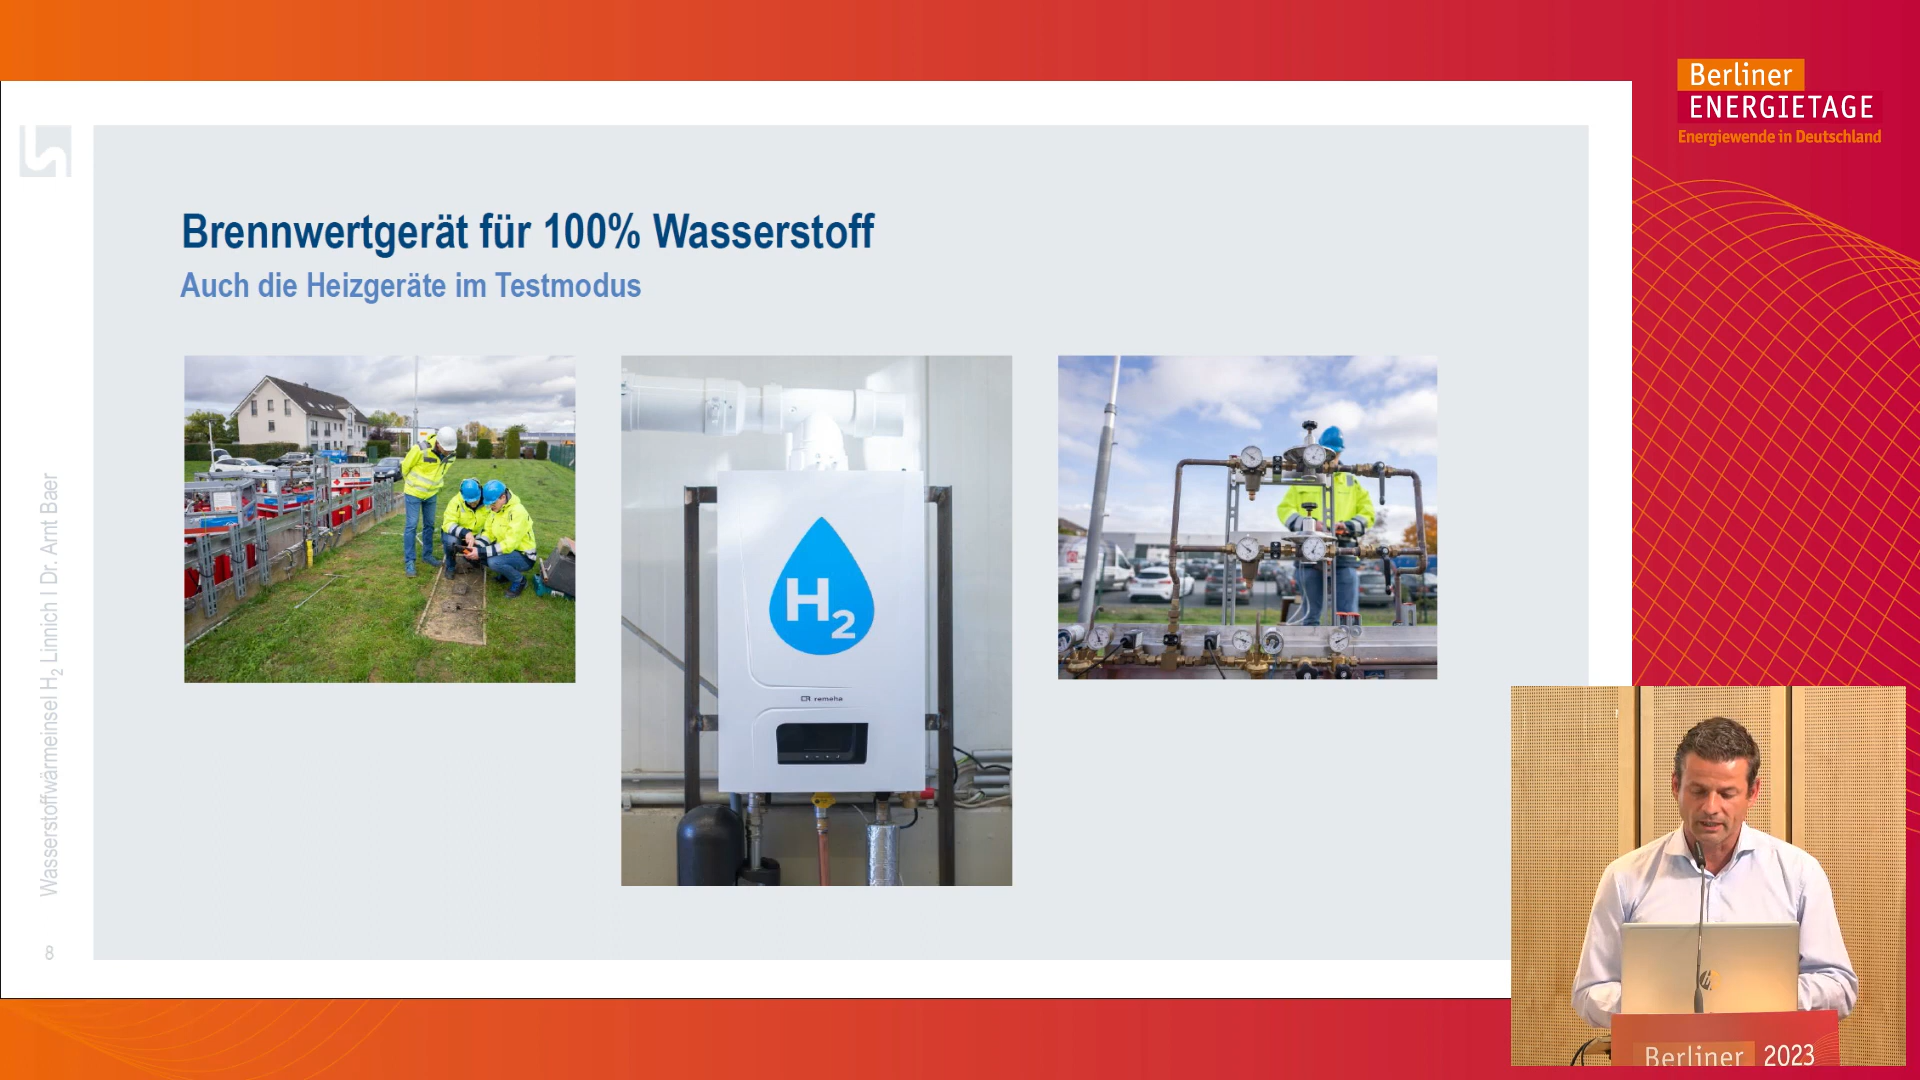 Berliner
ENERGIETAGE
Energiewende in Deutschland
Brennwertgerät für 100% Wasserstoff
Auch die Heizgeräte im Testmodus
H2
remeha
Wasserstoffwärmeinsel H2 Linnich I Dr. Arnt Baer
8
hp
Berliner 2023